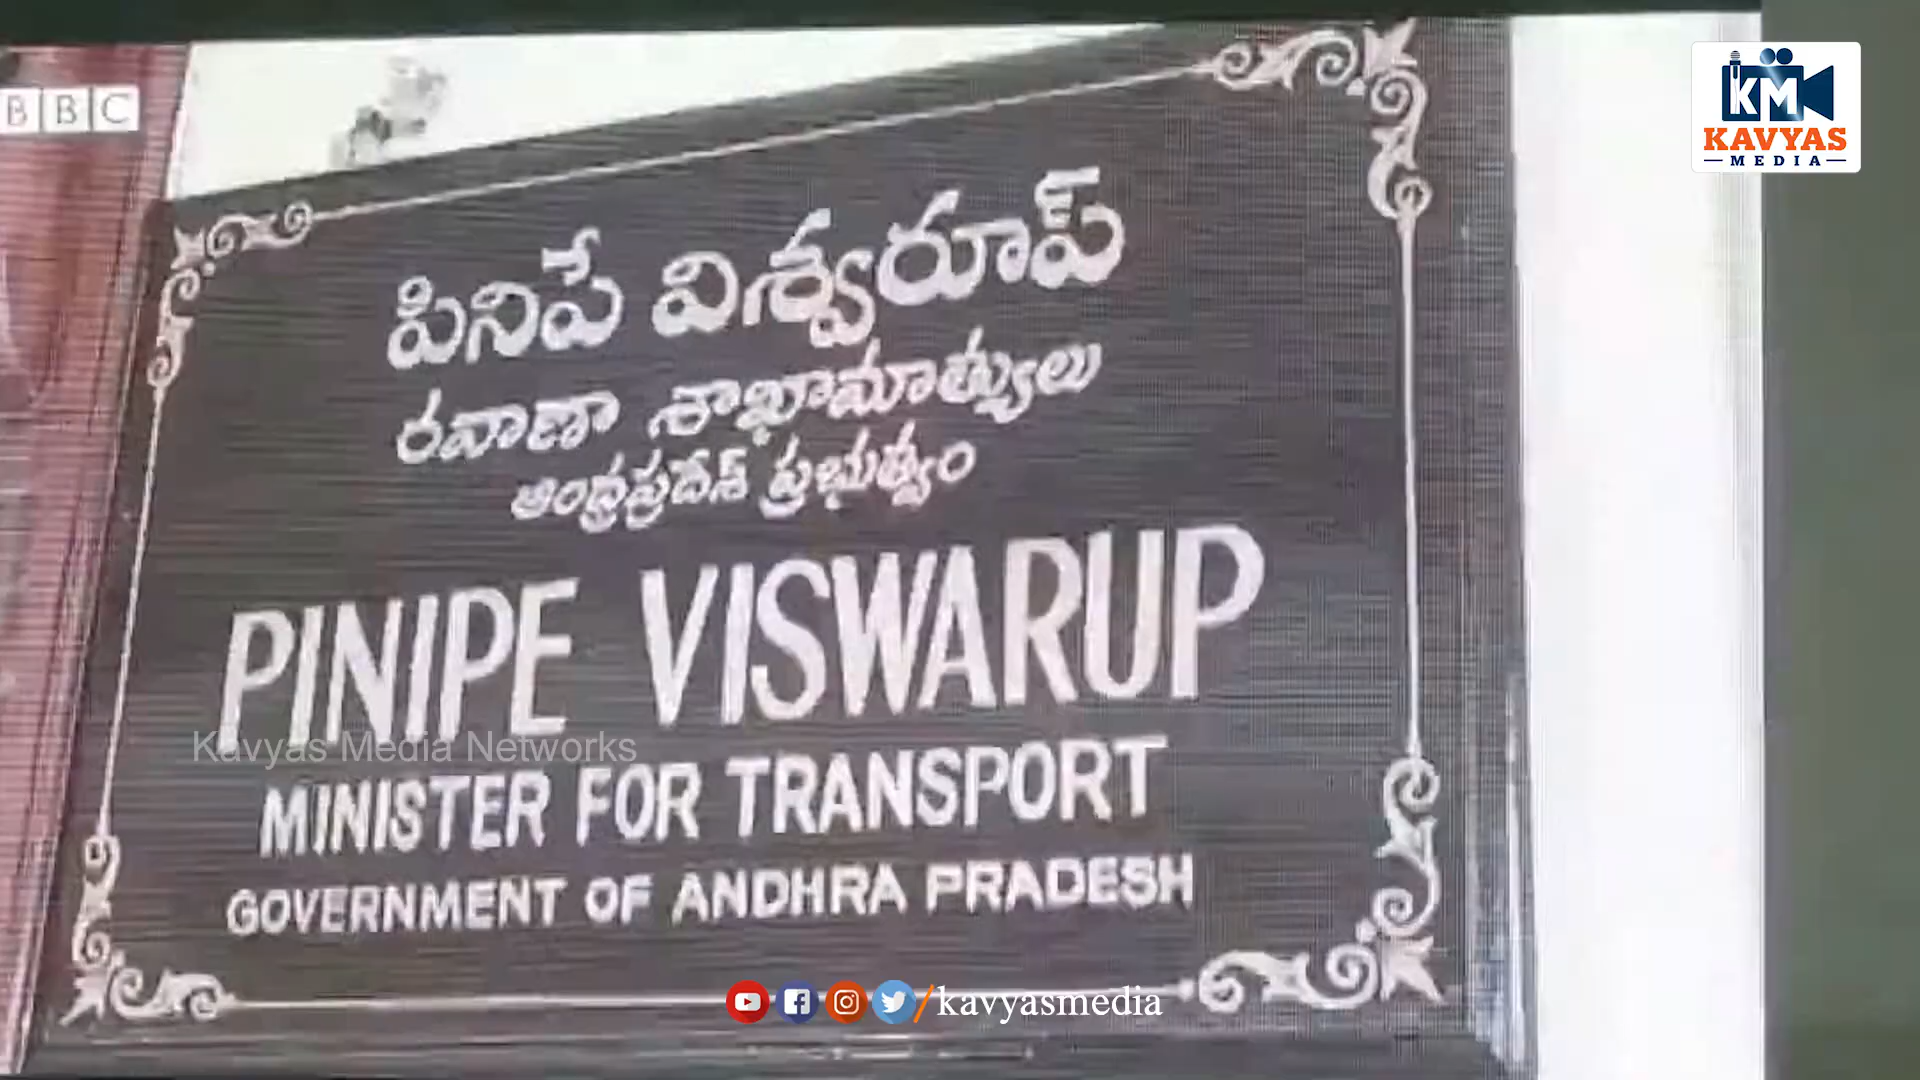 BBC
KM
KAVYAS
MEDIA
పినిపే విశ్వరూప్
రవాణా శాఖామాత్యులు
ఆంధ్రప్రదేశ్ ప్రభుత్వం
PINIPE VISWARUP
Kavyas Media Networks
MINISTER FOR TRANSPORT
GOVERNMENT OF ANDHRA PRADESH
/kavyasmedia